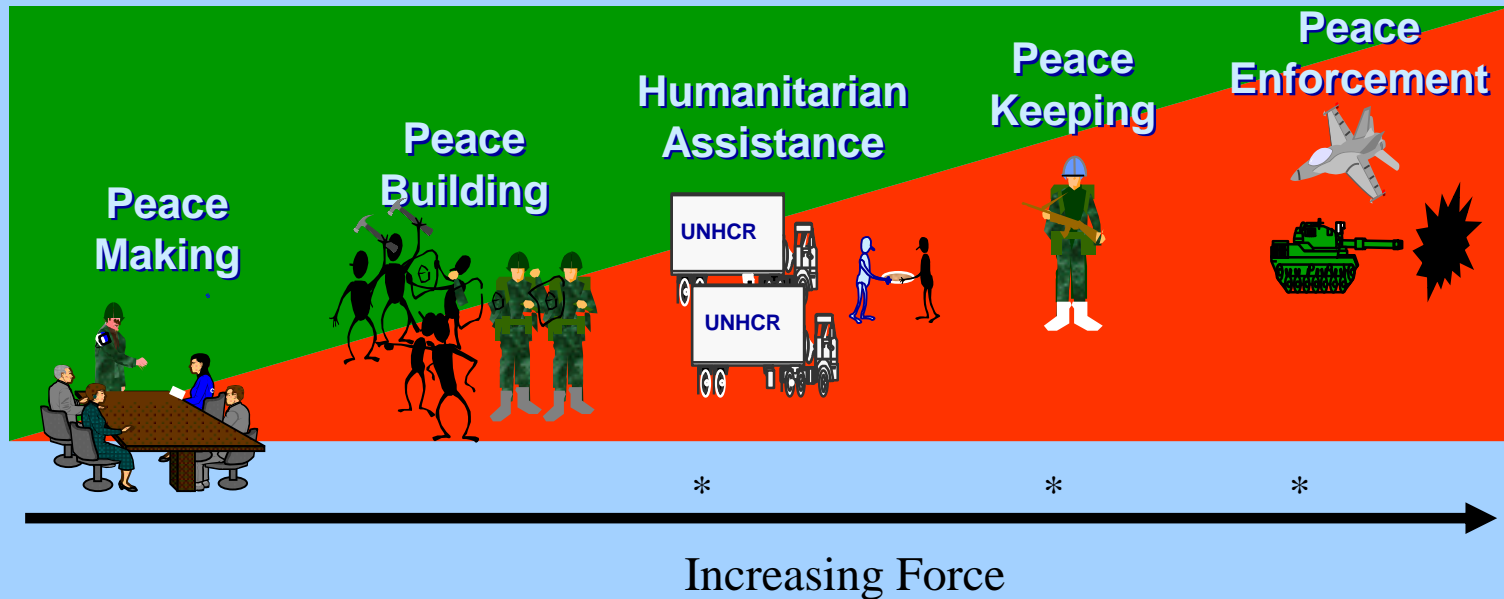 Peace
Making
Peace
Building
Humanitarian
Assistance
Peace
Keeping
Peace
Enforcement
UNHCR
UNHCR
* * *
Increasing Force